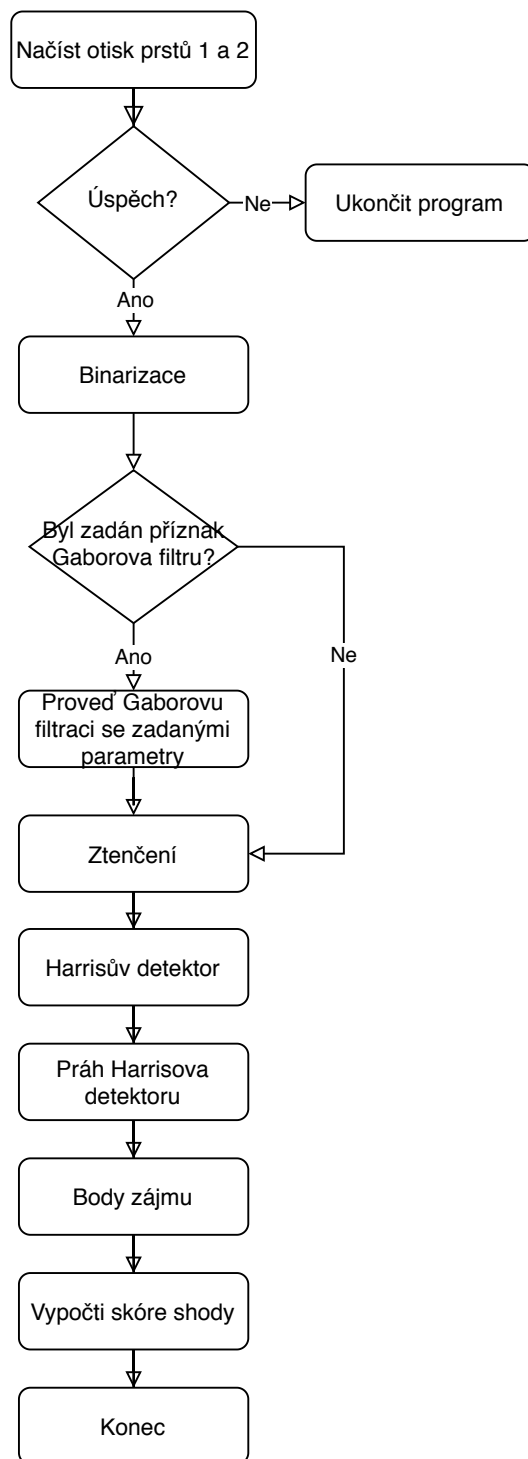 Načíst otisk prstů 1 a 2
Úspěch?
Ne
Ukončit program
Ano
Binarizace
Byl zadán příznak
Gaborova filtru?
Ano
Ne
Proveď Gaborovu
filtraci se zadanými
parametry
Ztenčení
Harrisův detektor
Práh Harrisova
detektoru
Body zájmu
Vypočti skóre shody
Konec